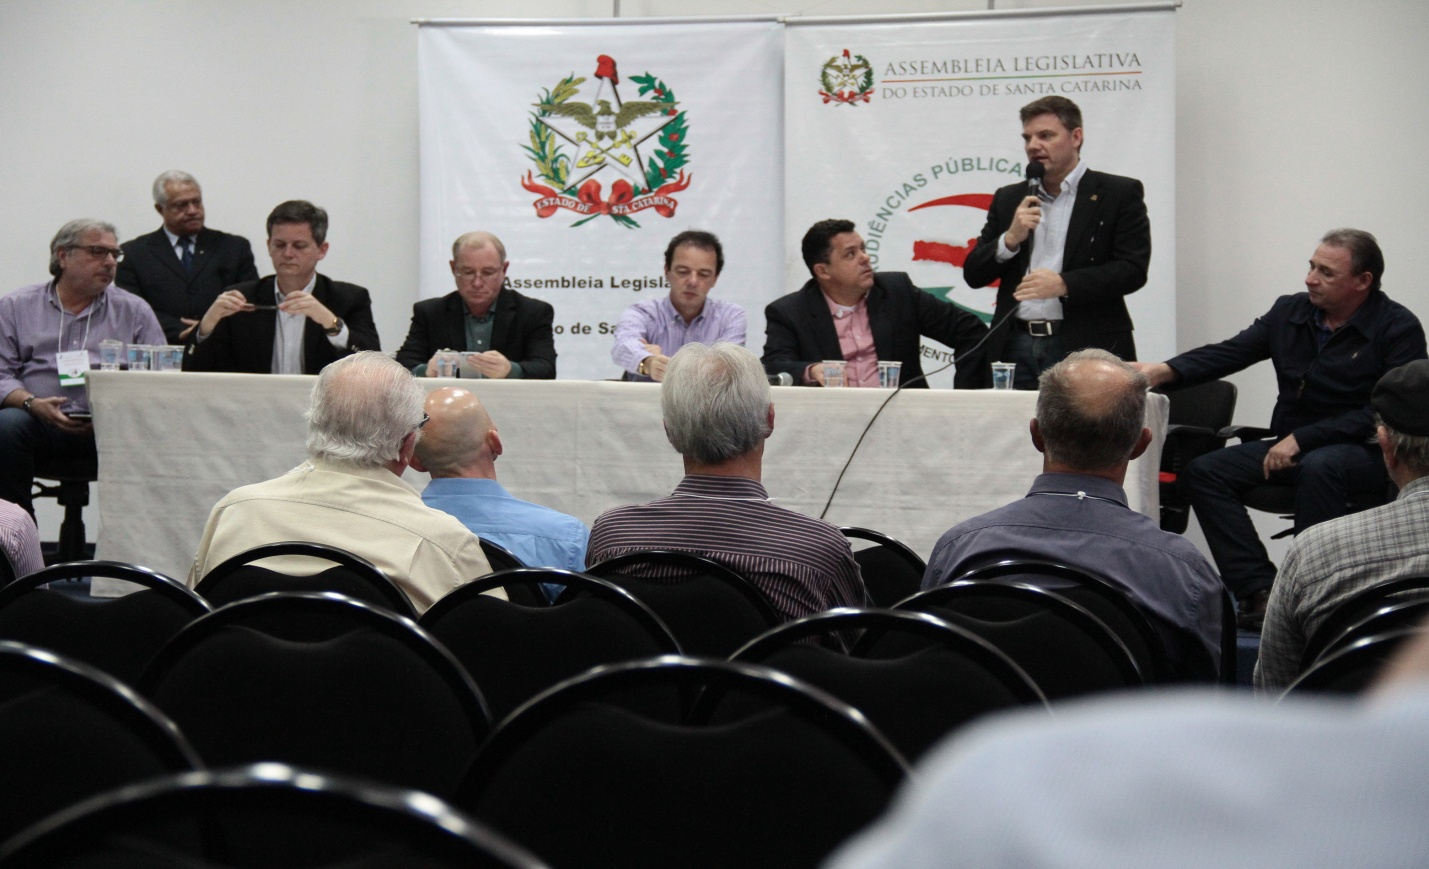 ESTADO DE STA CATARINA
Assembleia Legisla
o de Sa
ASSEMBLEIA LEGISLATIVA
DO ESTADO DE SANTA CATARINA
UDIÊNCIAS PÚBLICA
MENTO